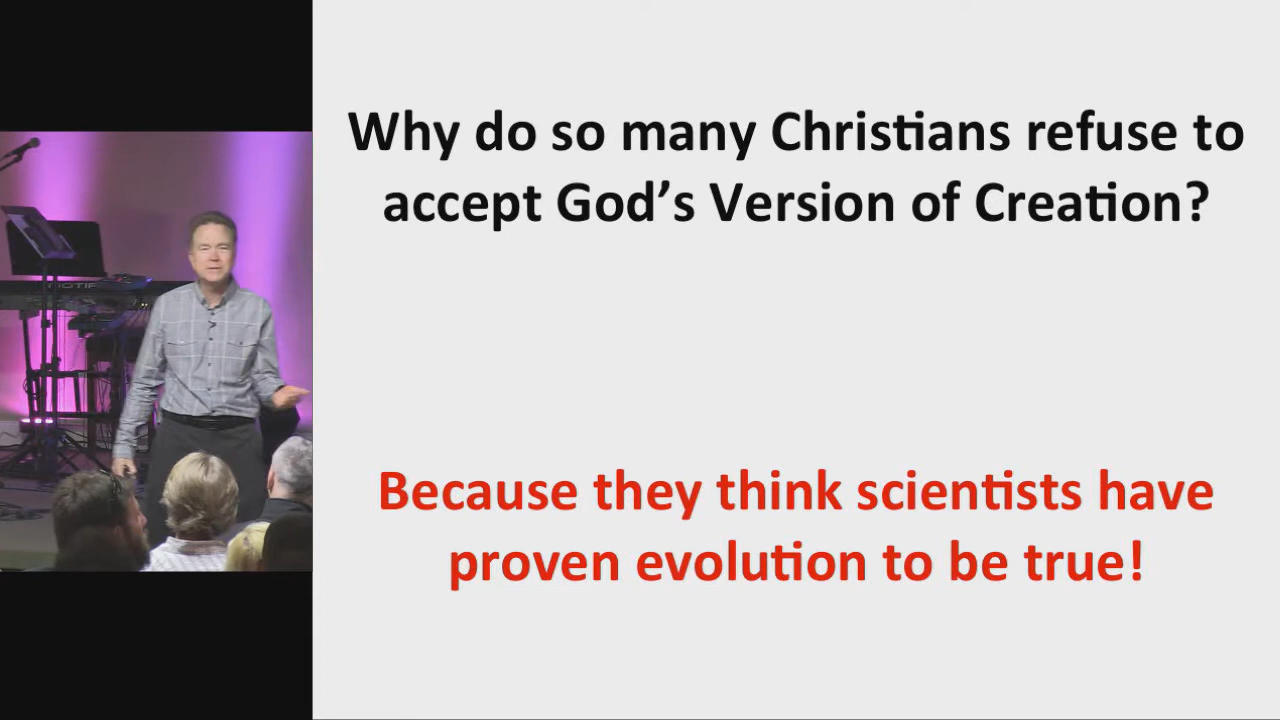 Why do so many Christians refuse to
accept God’s Version of Creation?
Because they think scientists have
proven evolution to be true!